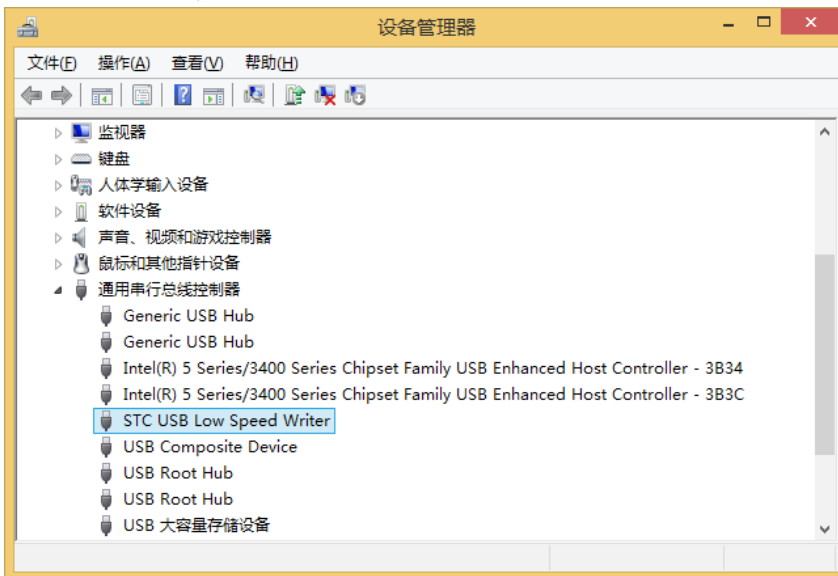 设备管理器
文件(F) 操作(A) 查看(V) 帮助(H)
监视器
键盘
人体学输入设备
软件设备
声音、视频和游戏控制器
鼠标和其他指针设备
通用串行总线控制器
Generic USB Hub
Generic USB Hub
Intel(R) 5 Series/3400 Series Chipset Family USB Enhanced Host Controller - 3B34
Intel(R) 5 Series/3400 Series Chipset Family USB Enhanced Host Controller - 3B3C
STC USB Low Speed Writer
USB Composite Device
USB Root Hub
USB Root Hub
USB 大容量存储设备